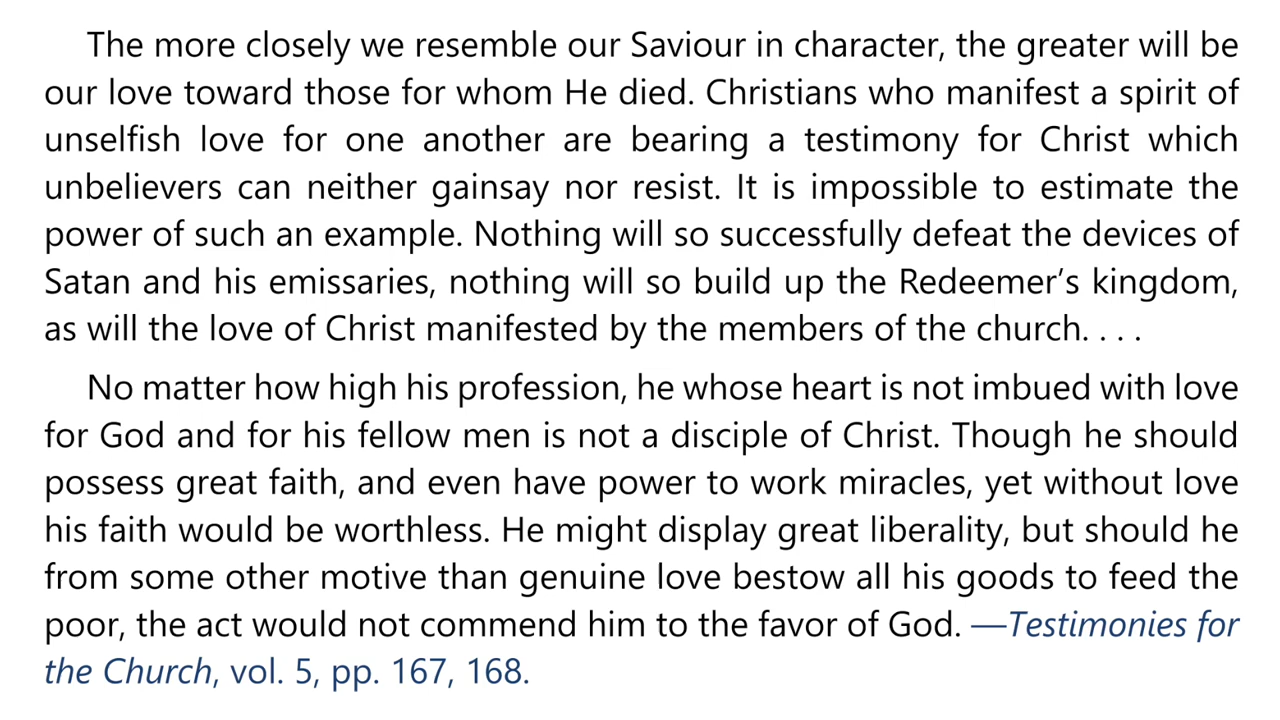 The more closely we resemble our Saviour in character, the greater will be
our love toward those for whom He died. Christians who manifest a spirit of
unselfish love for one another are bearing a testimony for Christ which
unbelievers can neither gainsay nor resist. It is impossible to estimate the
power of such an example. Nothing will so successfully defeat the devices of
Satan and his emissaries, nothing will so build up the Redeemer’s kingdom,
as will the love of Christ manifested by the members of the church. . . .
No matter how high his profession, he whose heart is not imbued with love
for God and for his fellow men is not a disciple of Christ. Though he should
possess great faith, and even have power to work miracles, yet without love
his faith would be worthless. He might display great liberality, but should he
from some other motive than genuine love bestow all his goods to feed the
poor, the act would not commend him to the favor of God. —Testimonies for
the Church, vol. 5, pp. 167, 168.